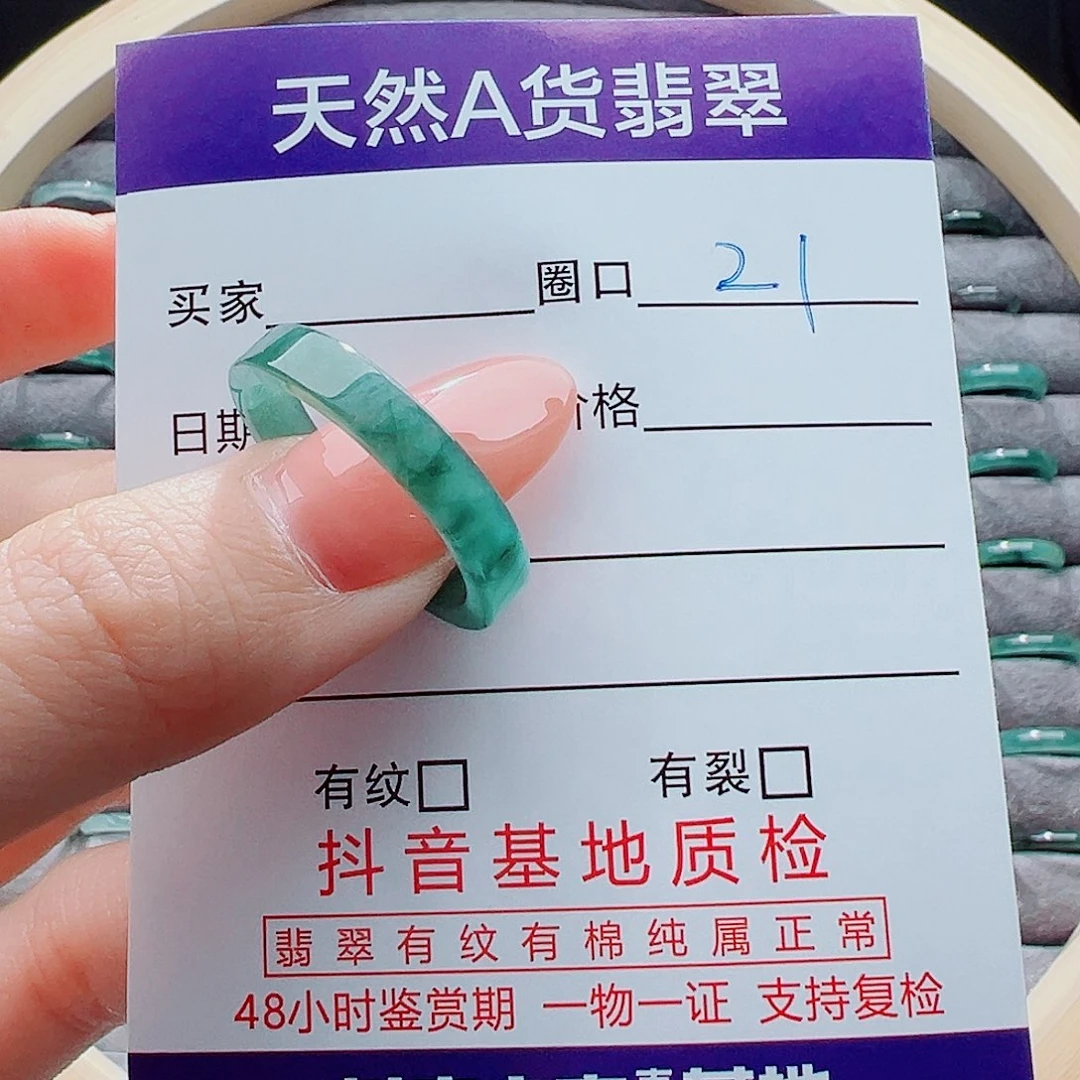 天然A货翡翠
买家 圈口 21
日期 价格
有纹□ 有裂□
抖音基地质检
翡翠有纹有棉纯属正常
48小时鉴赏期 一物一证 支持复检